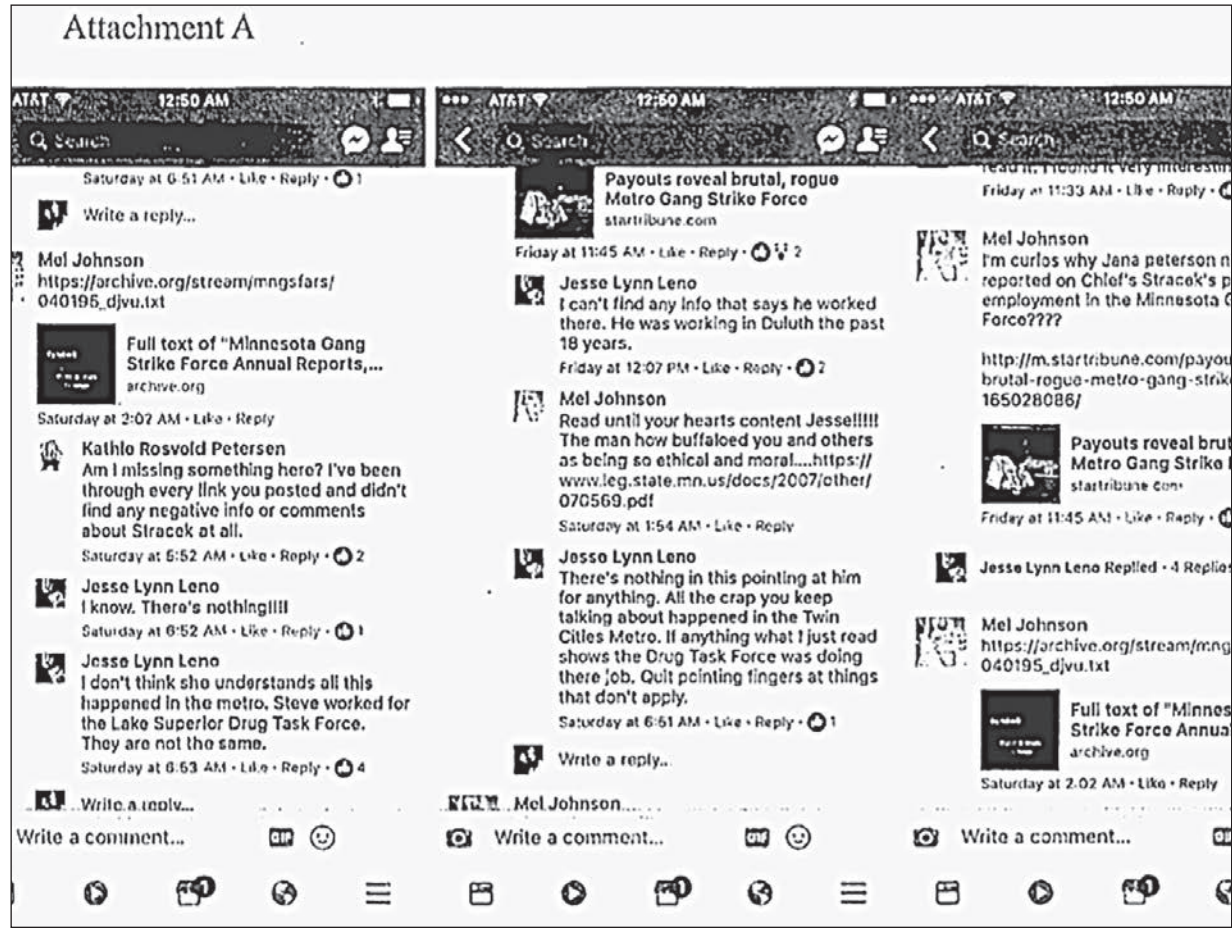 Attachment A
AT&T 12:50 AM
Search
Saturday at 6:51 AM • Like • Reply • 1
Write a reply...
Mel Johnson
https://archive.org/stream/mngsfars/
040195_djvu.txt
Full text of "Minnesota Gang
Strike Force Annual Reports,...
archive.org
Saturday at 2:02 AM • Like • Reply
Kathie Rosvold Petersen
Am I missing something here? I've been
through every link you posted and didn't
find any negative info or comments
about Stracek at all.
Saturday at 5:52 AM • Like • Reply • 2
Jesse Lynn Leno
I know. There's nothing!!!!
Saturday at 6:52 AM • Like • Reply • 1
Jesse Lynn Leno
I don't think she understands all this
happened in the metro. Steve worked for
the Lake Superior Drug Task Force.
They are not the same.
Saturday at 6:53 AM • Like • Reply • 4
Write a reply...
Write a comment...
GIF
1
AT&T 12:50 AM
Search
Payouts reveal brutal, rogue
Metro Gang Strike Force
startribune.com
Friday at 11:45 AM • Like • Reply • 2
Jesse Lynn Leno
I can't find any info that says he worked
there. He was working in Duluth the past
18 years.
Friday at 12:07 PM • Like • Reply • 2
Mel Johnson
Read until your hearts content Jesse!!!!!
The man how buffaloed you and others
as being so ethical and moral....https://
www.leg.state.mn.us/docs/2007/other/
070569.pdf
Saturday at 1:54 AM • Like • Reply
Jesse Lynn Leno
There's nothing in this pointing at him
for anything. All the crap you keep
talking about happened in the Twin
Cities Metro. If anything what I just read
shows the Drug Task Force was doing
there job. Quit pointing fingers at things
that don't apply.
Saturday at 6:51 AM • Like • Reply • 1
Write a reply...
Mel Johnson
Write a comment...
GIF
1
AT&T 12:50 AM
Search
read it. I found it very interestin
Friday at 11:33 AM • Like • Reply •
Mel Johnson
I'm curios why Jana peterson n
reported on Chief's Stracek's p
employment in the Minnesota G
Force????
http://m.startribune.com/payou
brutal-rogue-metro-gang-strik
165028086/
Payouts reveal brut
Metro Gang Strike
startribune.com
Friday at 11:45 AM • Like • Reply •
Jesse Lynn Leno Replied • 4 Replies
Mel Johnson
https://archive.org/stream/mng
040195_djvu.txt
Full text of "Minnes
Strike Force Annua
archive.org
Saturday at 2:02 AM • Like • Reply
Write a comment...
1